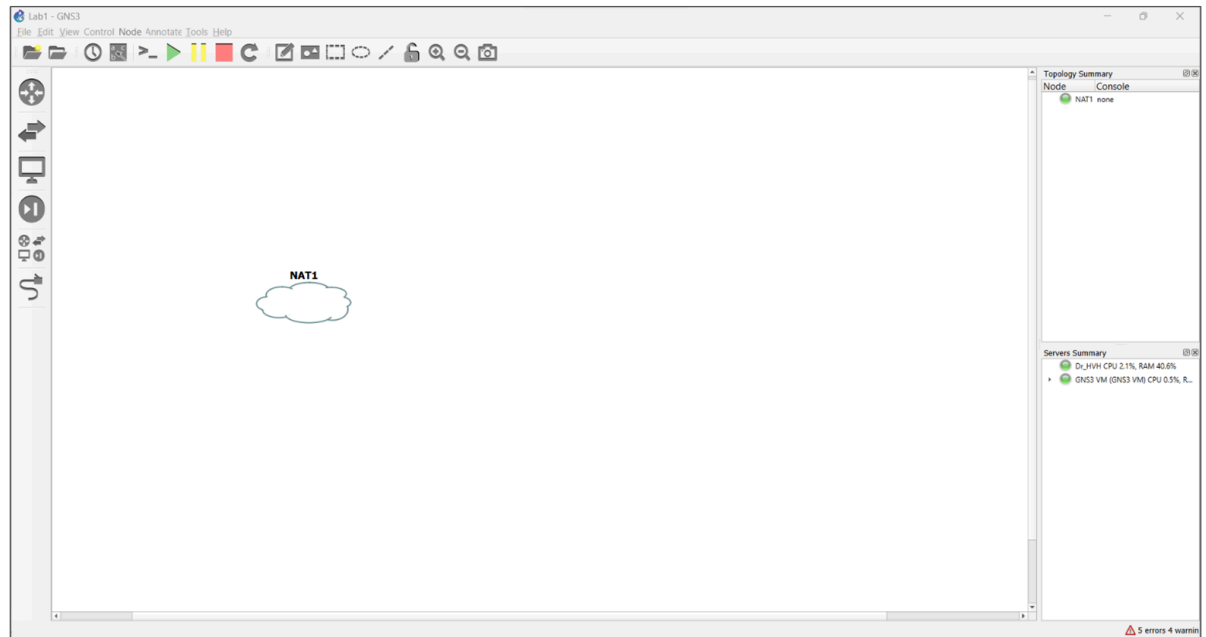 Lab1 - GNS3
File Edit View Control Node Annotate Tools Help
Topology Summary
Node Console
NAT1 none
NAT1
Servers Summary
Dr_HVH CPU 2.1%, RAM 40.6%
GNS3 VM (GNS3 VM) CPU 0.5%, R...
5 errors 4 warnin